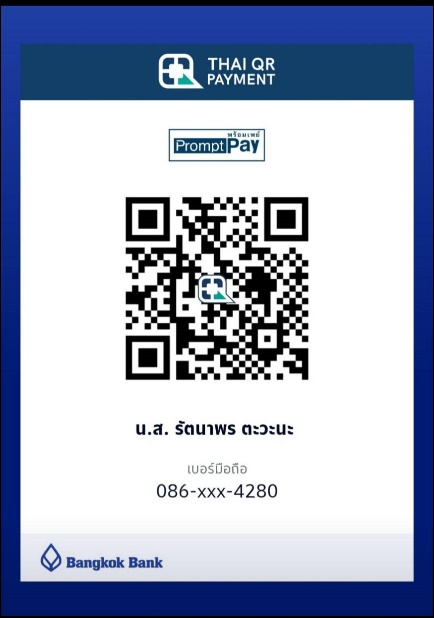 THAI QR
PAYMENT
พร้อมเพย์
PromptPay
น.ส. รัตนาพร ตะวะนะ
เบอร์มือถือ
086-xxx-4280
Bangkok Bank